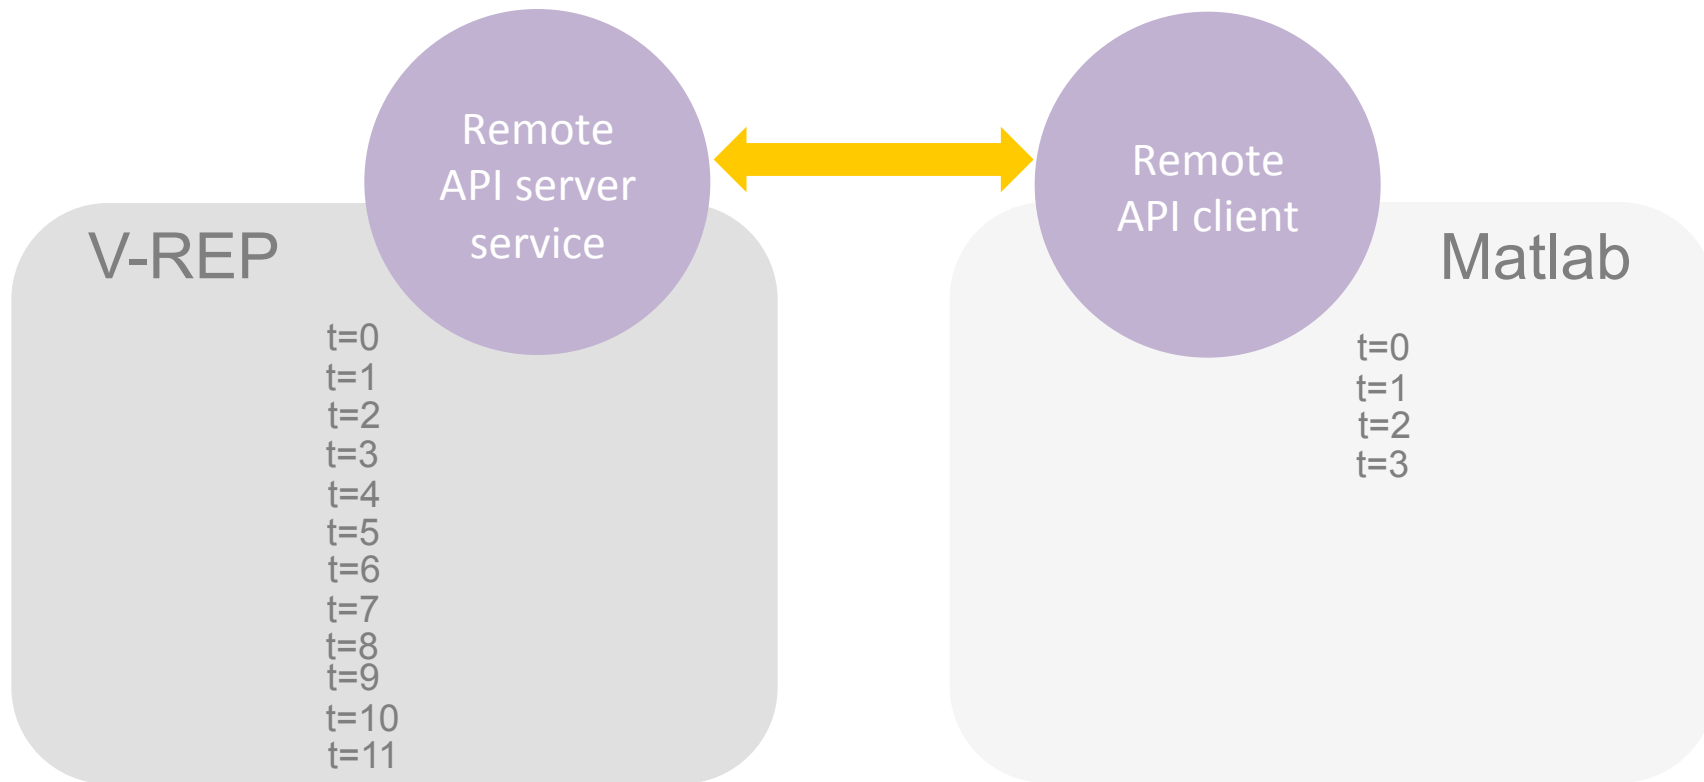 Remote
API server
service
Remote
API client
V-REP
Matlab
t=0
t=1
t=2
t=3
t=4
t=5
t=6
t=7
t=8
t=9
t=10
t=11
t=0
t=1
t=2
t=3